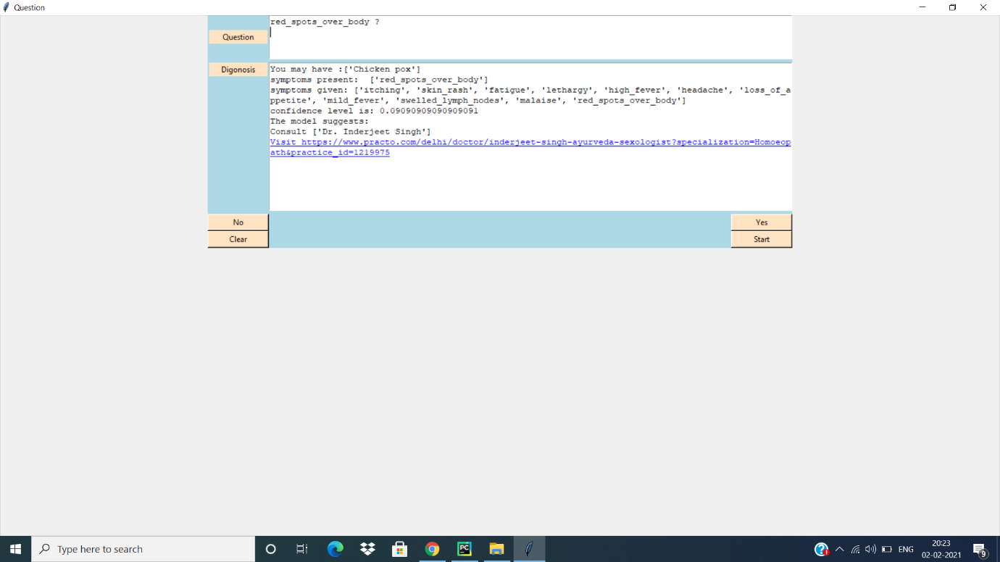 Question
red_spots_over_body ?
Question
Digonosis
You may have :['Chicken pox']
symptoms present:  ['red_spots_over_body']
symptoms given: ['itching', 'skin_rash', 'fatigue', 'lethargy', 'high_fever', 'headache', 'loss_of_a
ppetite', 'mild_fever', 'swelled_lymph_nodes', 'malaise', 'red_spots_over_body']
confidence level is: 0.09090909090909091
The model suggests:
Consult ['Dr. Inderjeet Singh']
Visit https://www.practo.com/delhi/doctor/inderjeet-singh-ayurveda-sexologist?specialization=Homoeop
ath&practice_id=1219975
No
Yes
Clear
Start
Type here to search
PC
ENG
20:23
02-02-2021
9